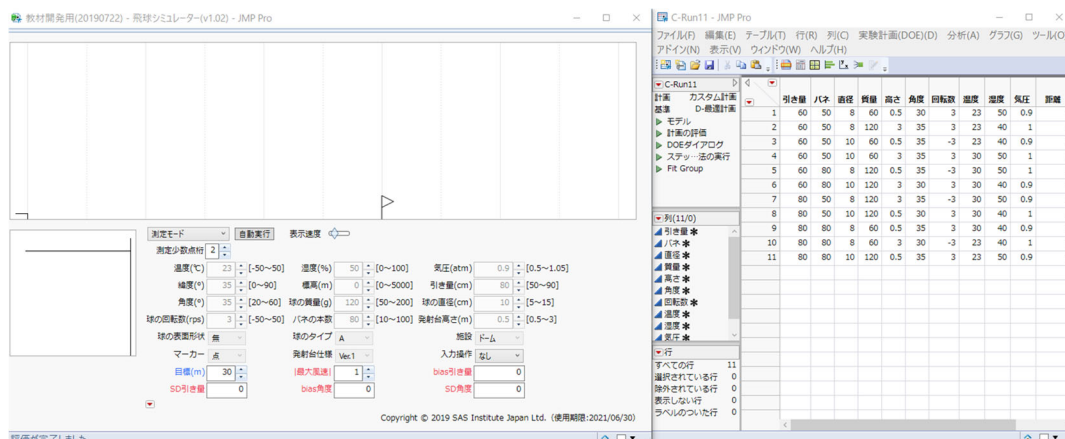 教材開発用(20190722) - 飛球シミュレーター(v1.02) - JMP Pro
測定モード 自動実行 表示速度
測定少数点桁 2
温度(℃) 23 [-50～50] 湿度(%) 50 [0～100] 気圧(atm) 0.9 [0.5～1.05]
緯度(°) 35 [0～90] 標高(m) 0 [0～5000] 引き量(cm) 80 [50～90]
角度(°) 35 [20～60] 球の質量(g) 120 [50～200] 球の直径(cm) 10 [5～15]
球の回転数(rps) 3 [-50～50] バネの本数 80 [10～100] 発射台高さ(m) 0.5 [0.5～3]
球の表面形状 無 球のタイプ A 施設 ドーム
マーカー 点 発射台仕様 Ver.1 入力操作 なし
目標(m) 30 |最大風速| 1 bias引き量 0
SD引き量 0 bias角度 0 SD角度 0
Copyright © 2019 SAS Institute Japan Ltd. (使用期限:2021/06/30)
評価が完了しました
C-Run11 - JMP Pro
ファイル(F) 編集(E) テーブル(T) 行(R) 列(C) 実験計画(DOE)(D) 分析(A) グラフ(G) ツール(O)
アドイン(N) 表示(V) ウィンドウ(W) ヘルプ(H)
C-Run11
計画 カスタム計画
基準 D-最適計画
モデル
計画の評価
DOEダイアログ
ステッ…法の実行
Fit Group
列(11/0)
引き量
バネ
直径
質量
高さ
角度
回転数
温度
湿度
気圧
行
すべての行 11
選択されている行 0
除外されている行 0
表示しない行 0
ラベルのついた行 0
引き量 バネ 直径 質量 高さ 角度 回転数 温度 湿度 気圧 距離
1 60 50 8 60 0.5 30 3 23 50 0.9
2 60 50 8 120 3 35 3 23 40 1
3 60 50 10 120 0.5 35 -3 23 40 0.9
4 60 50 10 60 3 35 -3 30 50 1
5 60 80 8 120 0.5 35 -3 30 50 1
6 60 80 10 120 3 30 3 30 40 0.9
7 80 50 8 120 3 35 -3 30 50 0.9
8 80 50 10 120 0.5 30 3 30 40 1
9 80 80 8 120 0.5 30 -3 23 40 0.9
10 80 80 8 60 3 30 -3 23 40 1
11 80 80 10 120 0.5 35 3 23 50 0.9